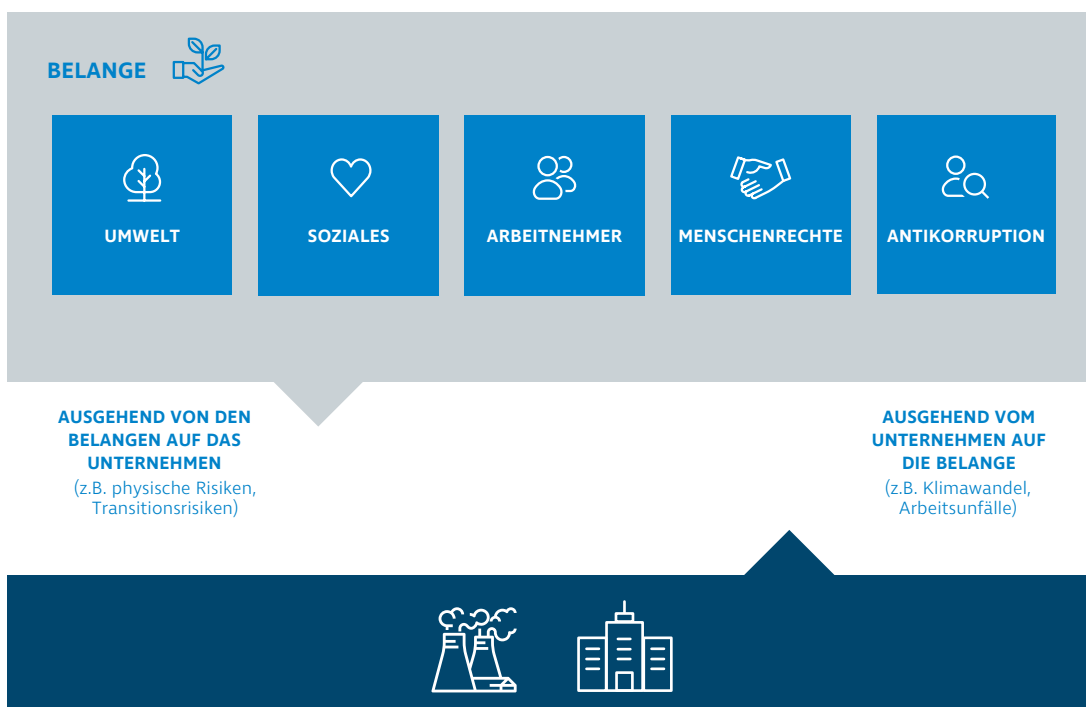 BELANGE
UMWELT
SOZIALES
ARBEITNEHMER
MENSCHENRECHTE
ANTIKORRUPTION
AUSGEHEND VON DEN
BELANGEN AUF DAS
UNTERNEHMEN
(z.B. physische Risiken,
Transitionsrisiken)
AUSGEHEND VOM
UNTERNEHMEN AUF
DIE BELANGE
(z.B. Klimawandel,
Arbeitsunfälle)